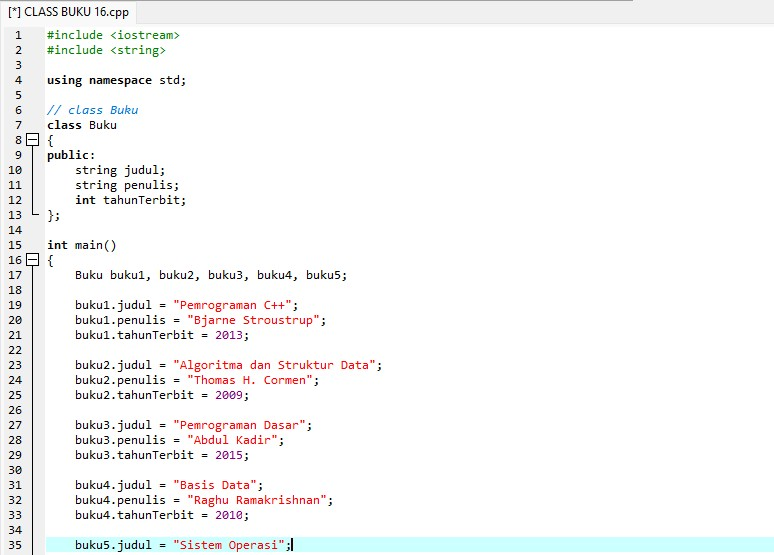 [*] CLASS BUKU 16.cpp
1 #include <iostream>
2 #include <string>
3
4 using namespace std;
5
6 // class Buku
7 class Buku
8 {
9 public:
10 string judul;
11 string penulis;
12 int tahunTerbit;
13 };
14
15 int main()
16 {
17 Buku buku1, buku2, buku3, buku4, buku5;
18
19 buku1.judul = "Pemrograman C++";
20 buku1.penulis = "Bjarne Stroustrup";
21 buku1.tahunTerbit = 2013;
22
23 buku2.judul = "Algoritma dan Struktur Data";
24 buku2.penulis = "Thomas H. Cormen";
25 buku2.tahunTerbit = 2009;
26
27 buku3.judul = "Pemrograman Dasar";
28 buku3.penulis = "Abdul Kadir";
29 buku3.tahunTerbit = 2015;
30
31 buku4.judul = "Basis Data";
32 buku4.penulis = "Raghu Ramakrishnan";
33 buku4.tahunTerbit = 2010;
34
35 buku5.judul = "Sistem Operasi";